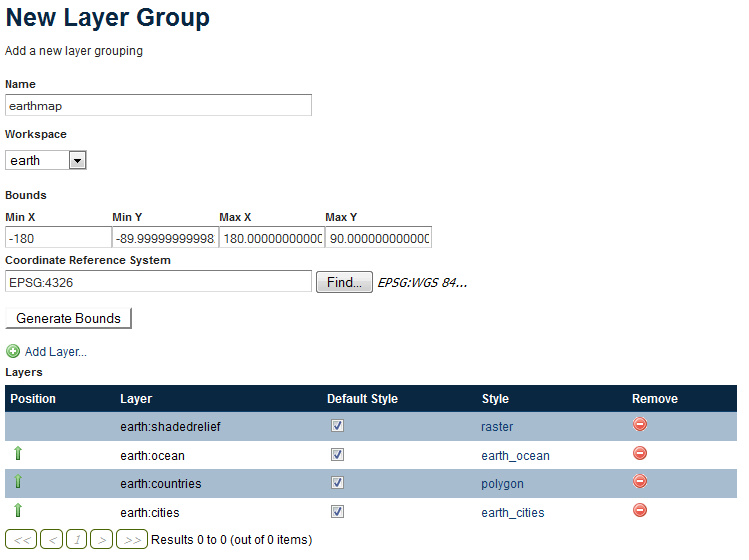 New Layer Group
Add a new layer grouping
Name
earthmap
Workspace
earth
Bounds
Min X Min Y Max X Max Y
-180 -89.9999999999 180.00000000000 90.000000000000
Coordinate Reference System
EPSG:4326 Find... EPSG:WGS 84...
Generate Bounds
Add Layer...
Layers
Position Layer Default Style Style Remove
earth:shadedrelief raster
earth:ocean earth_ocean
earth:countries polygon
earth:cities earth_cities
<< < 1 > >> Results 0 to 0 (out of 0 items)